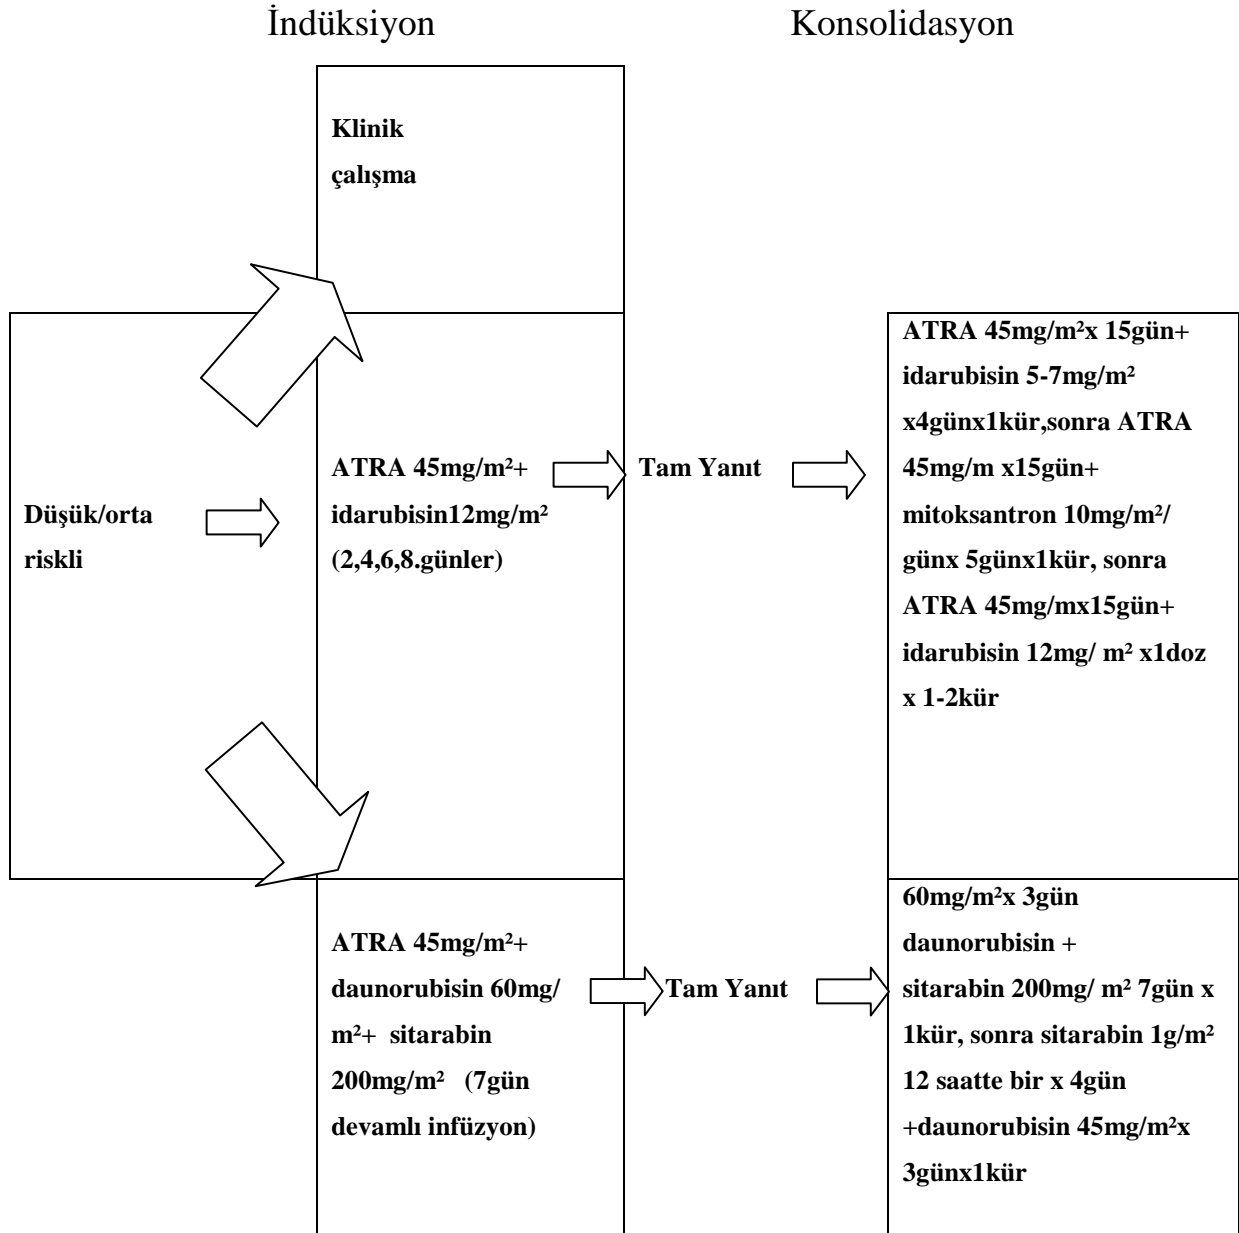 İndüksiyon
Konsolidasyon
Klinik
çalışma
Düşük/orta
riskli
ATRA 45mg/m²+
idarubisin12mg/m²
(2,4,6,8.günler)
Tam Yanıt
ATRA 45mg/m²x 15gün+
idarubisin 5-7mg/m²
x4günx1kür,sonra ATRA
45mg/m x15gün+
mitoksantron 10mg/m²/
günx 5günx1kür, sonra
ATRA 45mg/mx15gün+
idarubisin 12mg/ m² x1doz
x 1-2kür
ATRA 45mg/m²+
daunorubisin 60mg/
m²+ sitarabin
200mg/m² (7gün
devamlı infüzyon)
Tam Yanıt
60mg/m²x 3gün
daunorubisin +
sitarabin 200mg/ m² 7gün x
1kür, sonra sitarabin 1g/m²
12 saatte bir x 4gün
+daunorubisin 45mg/m²x
3günx1kür